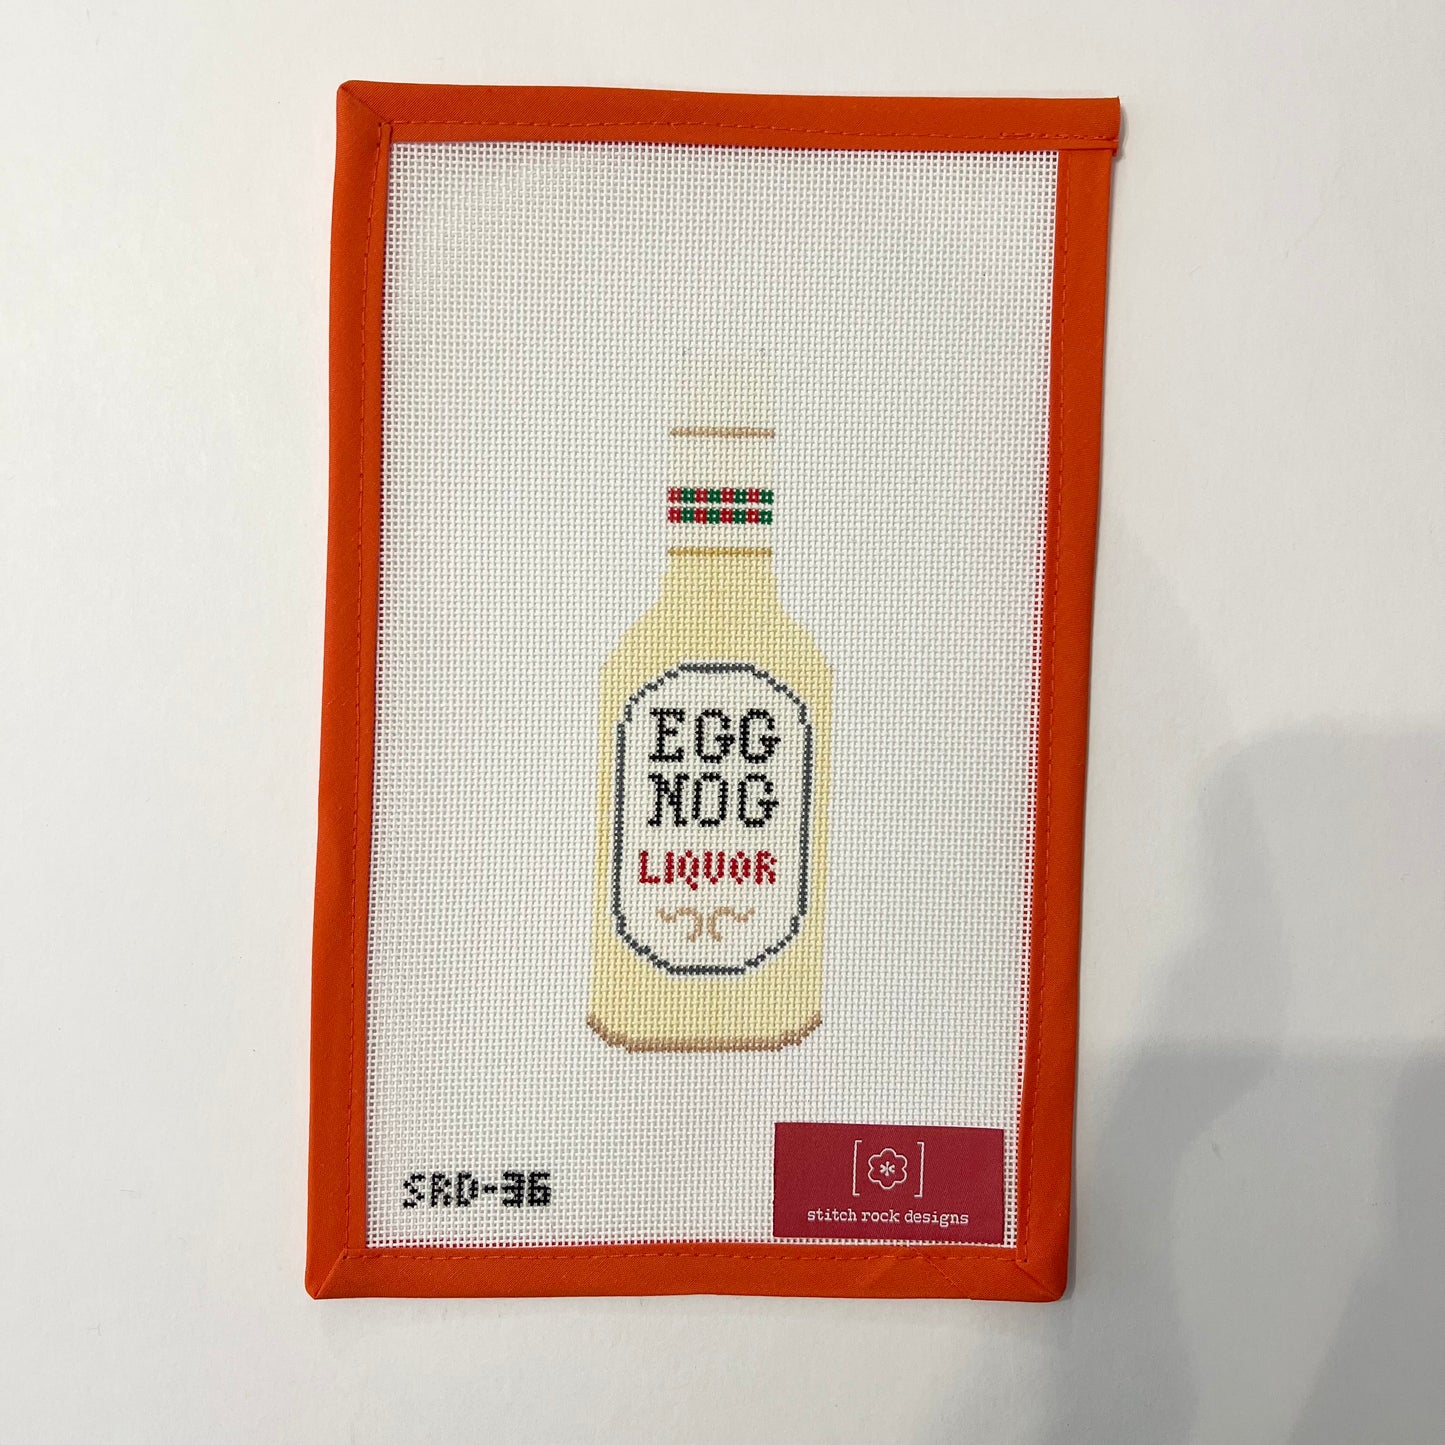 EGG
NOG
LIQUOR
SRD-36
stitch rock designs